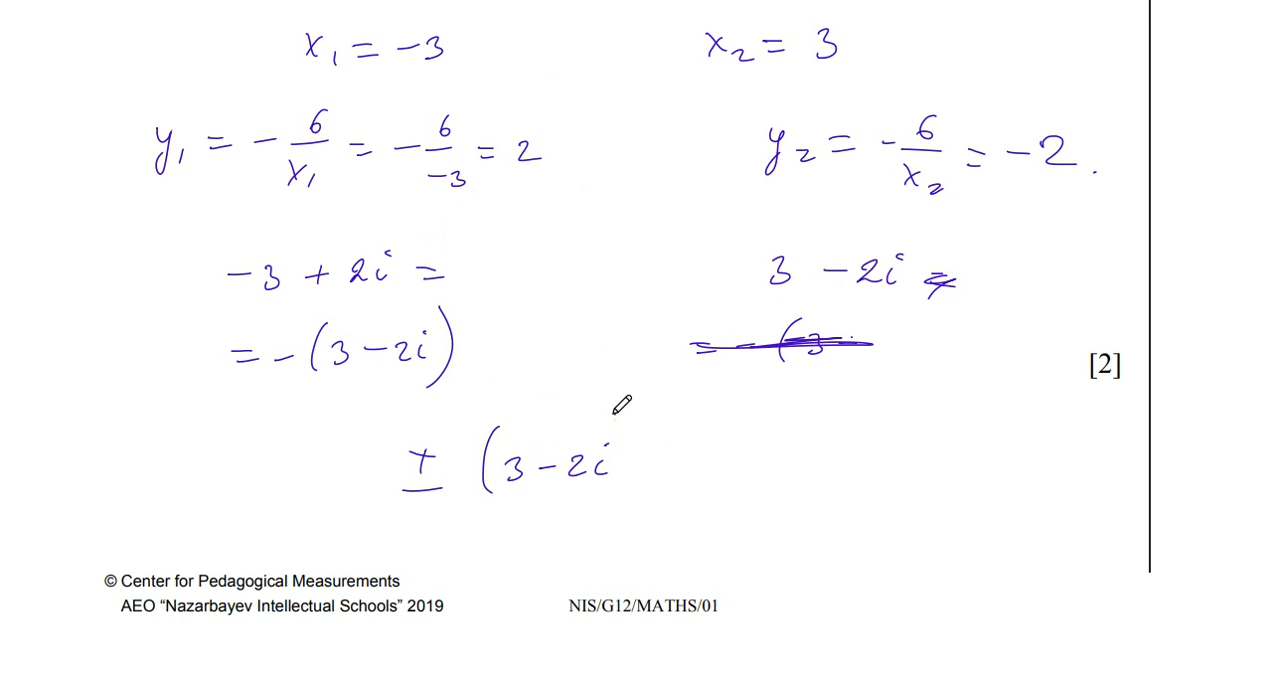 x₁ = −3    x₂ = 3
y₁ = − 6/x₁ = − 6/−3 = 2    y₂ = − 6/x₂ = −2.
−3 + 2i =    3 − 2i =
= −(3 − 2i)    = −(3
[2]
± (3 − 2i
© Center for Pedagogical Measurements
AEO “Nazarbayev Intellectual Schools” 2019    NIS/G12/MATHS/01